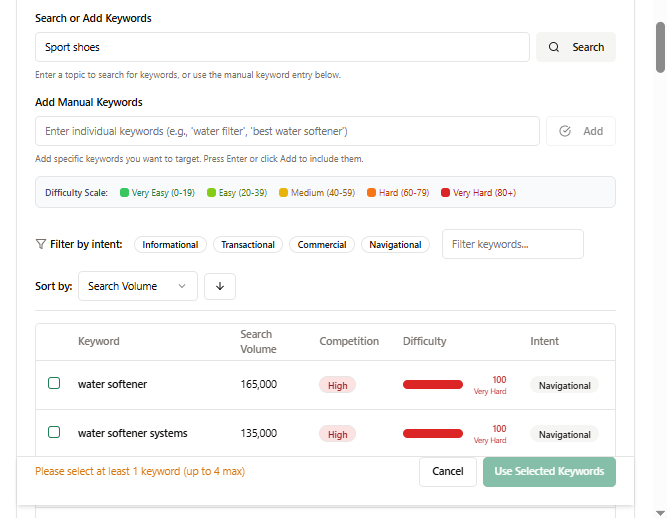 Search or Add Keywords
Sport shoes
Search
Enter a topic to search for keywords, or use the manual keyword entry below.
Add Manual Keywords
Enter individual keywords (e.g., 'water filter', 'best water softener')
Add
Add specific keywords you want to target. Press Enter or click Add to include them.
Difficulty Scale: Very Easy (0-19) Easy (20-39) Medium (40-59) Hard (60-79) Very Hard (80+)
Filter by intent: Informational Transactional Commercial Navigational Filter keywords...
Sort by: Search Volume
Keyword Search Volume Competition Difficulty Intent
water softener 165,000 High 100 Very Hard Navigational
water softener systems 135,000 High 100 Very Hard Navigational
Please select at least 1 keyword (up to 4 max) Cancel Use Selected Keywords